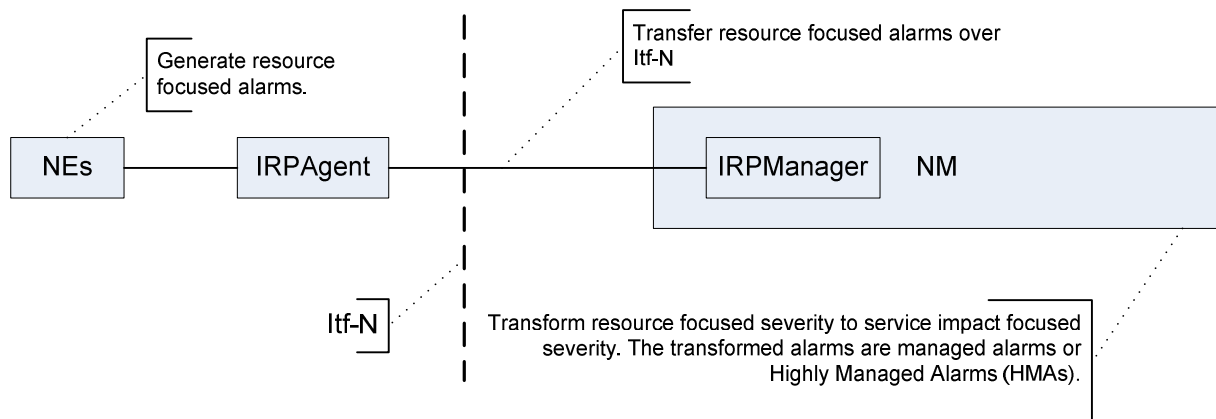 Generate resource
focused alarms.
Transfer resource focused alarms over
Itf-N
NEs
IRPAgent
IRPManager
NM
Itf-N
Transform resource focused severity to service impact focused
severity. The transformed alarms are managed alarms or
Highly Managed Alarms (HMAs).